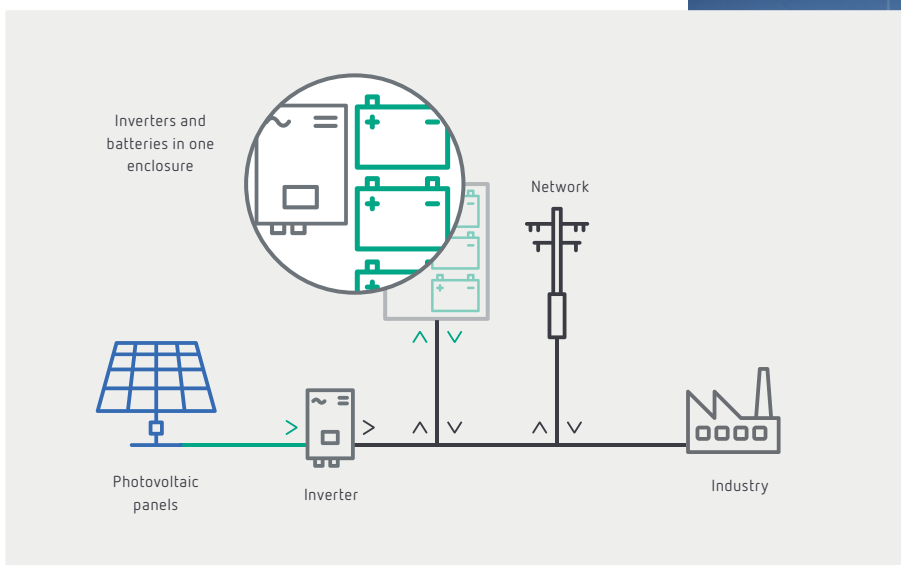 Inverters and
batteries in one
enclosure
Network
Photovoltaic
panels
Inverter
Industry